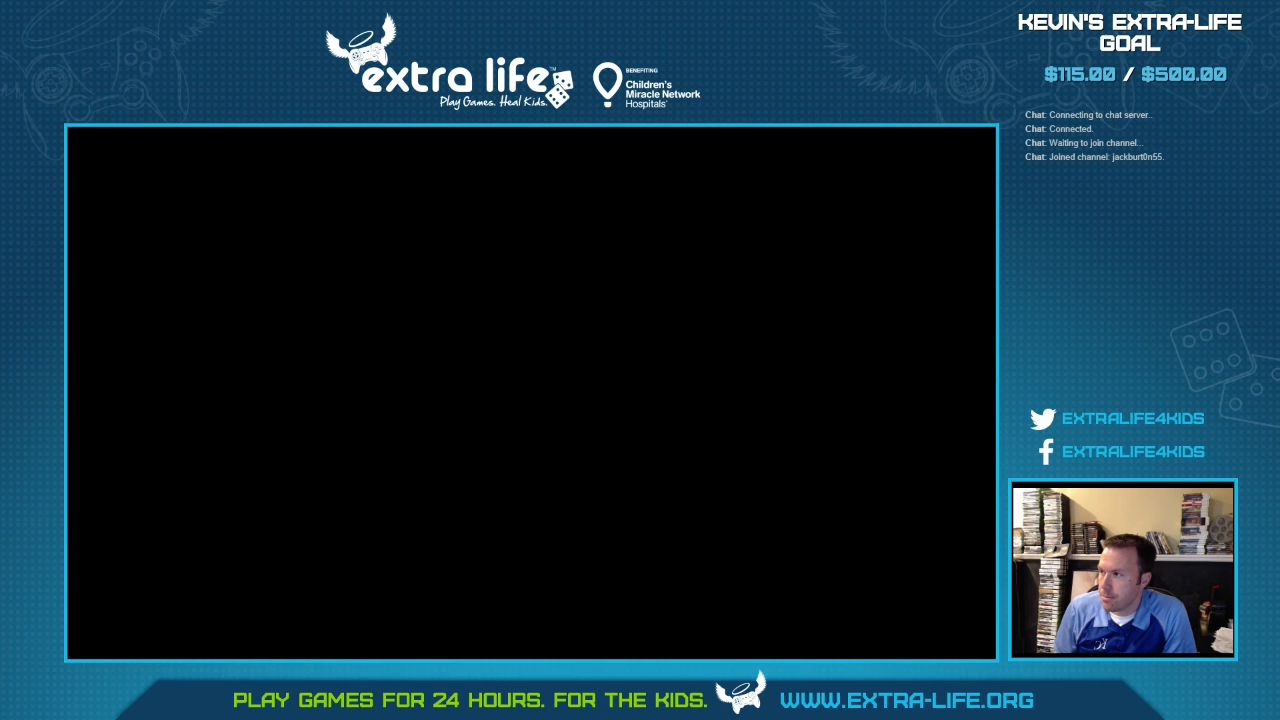 extra life™
Play Games. Heal Kids.
BENEFITING
Children's
Miracle Network
Hospitals
KEVIN'S EXTRA-LIFE
GOAL
$115.00 / $500.00
Chat: Connecting to chat server..
Chat: Connected.
Chat: Waiting to join channel...
Chat: Joined channel: jackburt0n55.
EXTRALIFE4KIDS
EXTRALIFE4KIDS
PLAY GAMES FOR 24 HOURS. FOR THE KIDS.
WWW.EXTRA-LIFE.ORG